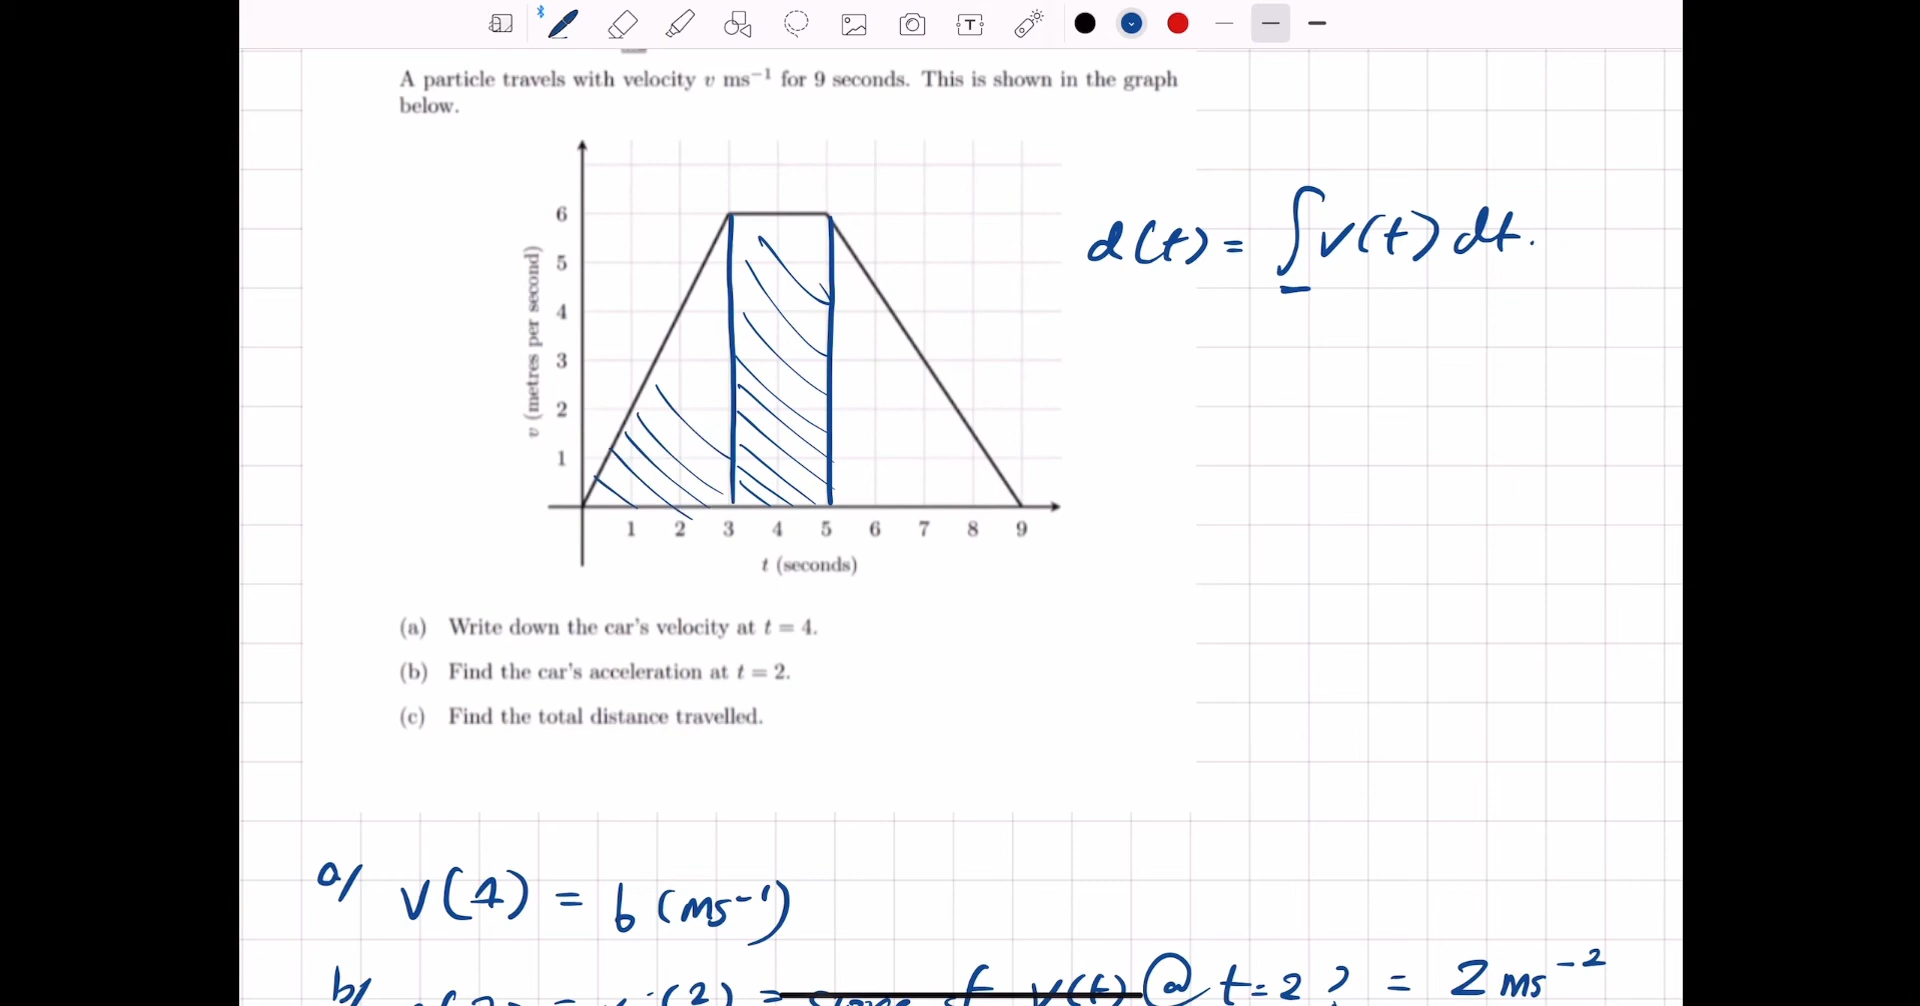 A particle travels with velocity v ms⁻¹ for 9 seconds. This is shown in the graph
below.
d(t) = ∫v(t) dt.
v (metres per second)
6
5
4
3
2
1
1 2 3 4 5 6 7 8 9
t (seconds)
(a) Write down the car's velocity at t = 4.
(b) Find the car's acceleration at t = 2.
(c) Find the total distance travelled.
a/ v(4) = 6 (ms⁻¹)
b/ (2) = slope of v(t) @ t=2 ? = 2 ms⁻²